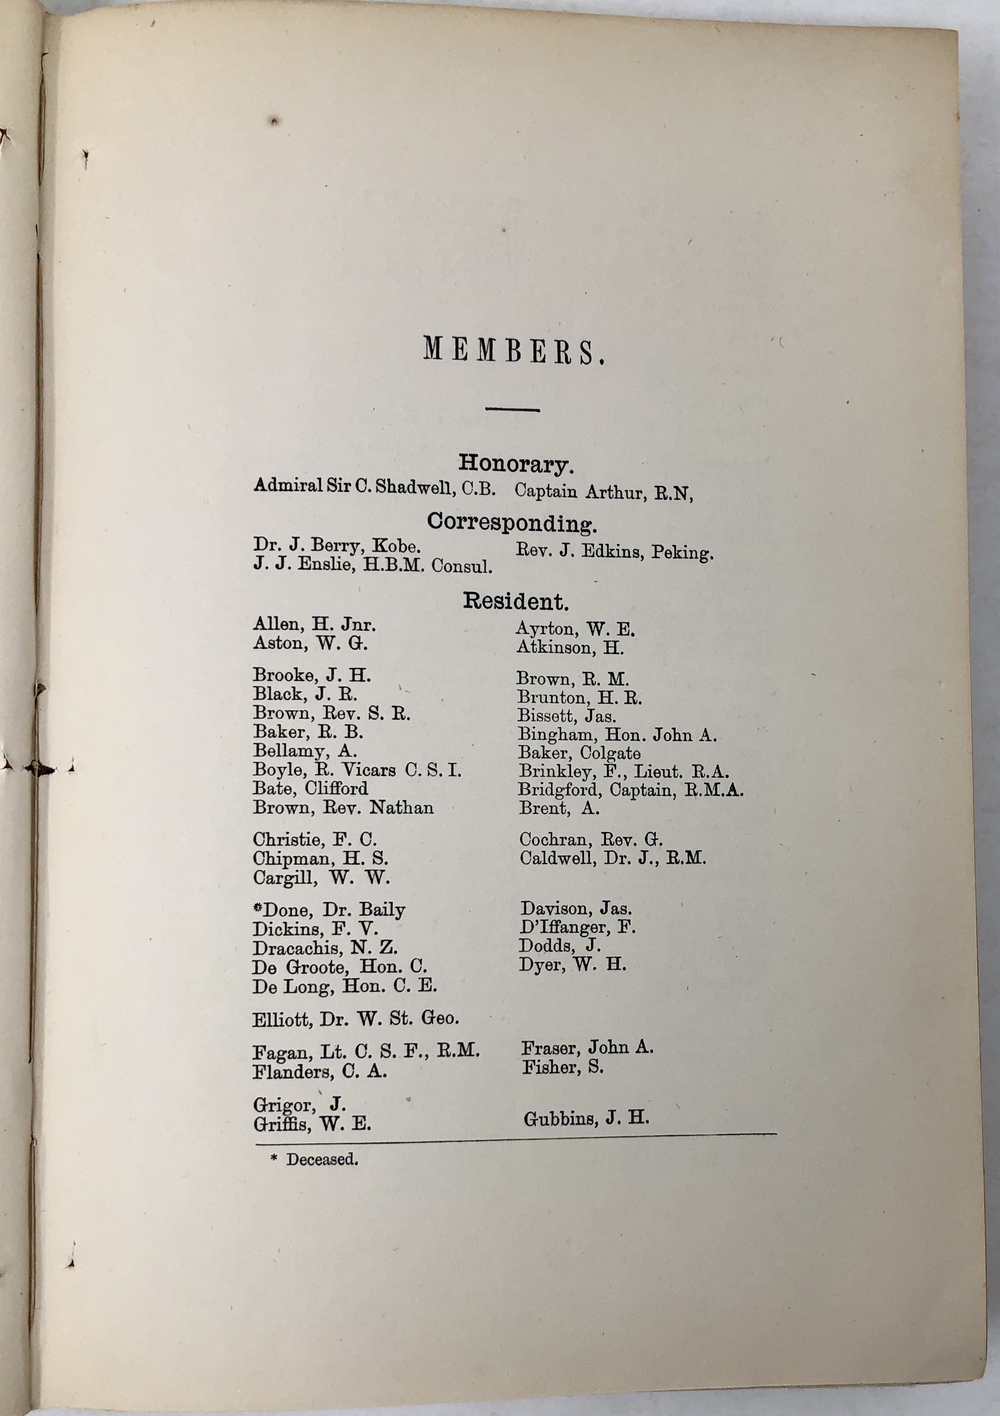 MEMBERS.
Honorary.
Admiral Sir C. Shadwell, C.B. Captain Arthur, R.N,
Corresponding.
Dr. J. Berry, Kobe. Rev. J. Edkins, Peking.
J. J. Enslie, H.B.M. Consul.
Resident.
Allen, H. Jnr. Ayrton, W. E.
Aston, W. G. Atkinson, H.
Brooke, J. H. Brown, R. M.
Black, J. R. Brunton, H. R.
Brown, Rev. S. R. Bissett, Jas.
Baker, R. B. Bingham, Hon. John A.
Bellamy, A. Baker, Colgate
Boyle, R. Vicars C. S. I. Brinkley, F., Lieut. R.A.
Bate, Clifford Bridgford, Captain, R.M.A.
Brown, Rev. Nathan Brent, A.
Christie, F. C. Cochran, Rev. G.
Chipman, H. S. Caldwell, Dr. J., R.M.
Cargill, W. W.
*Done, Dr. Baily Davison, Jas.
Dickins, F. V. D'Iffanger, F.
Dracachis, N. Z. Dodds, J.
De Groote, Hon. C. Dyer, W. H.
De Long, Hon. C. E.
Elliott, Dr. W. St. Geo.
Fagan, Lt. C. S. F., R.M. Fraser, John A.
Flanders, C. A. Fisher, S.
Grigor, J.
Griffis, W. E. Gubbins, J. H.
* Deceased.